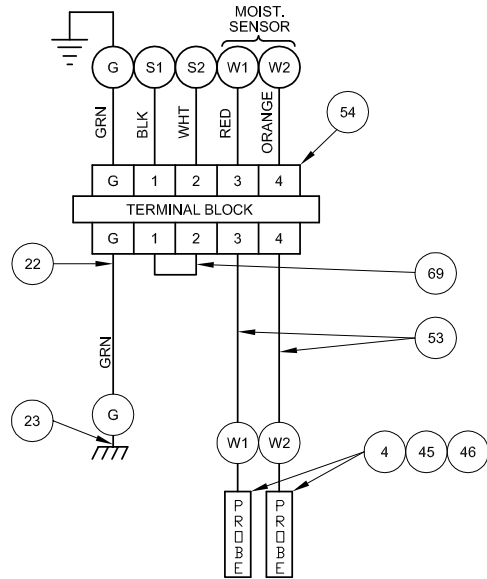 MOIST.
SENSOR
G S1 S2 W1 W2
GRN BLK WHT RED ORANGE
54
G 1 2 3 4
TERMINAL BLOCK
G 1 2 3 4
22
69
53
GRN
G
23
W1 W2
4 45 46
PROBE PROBE